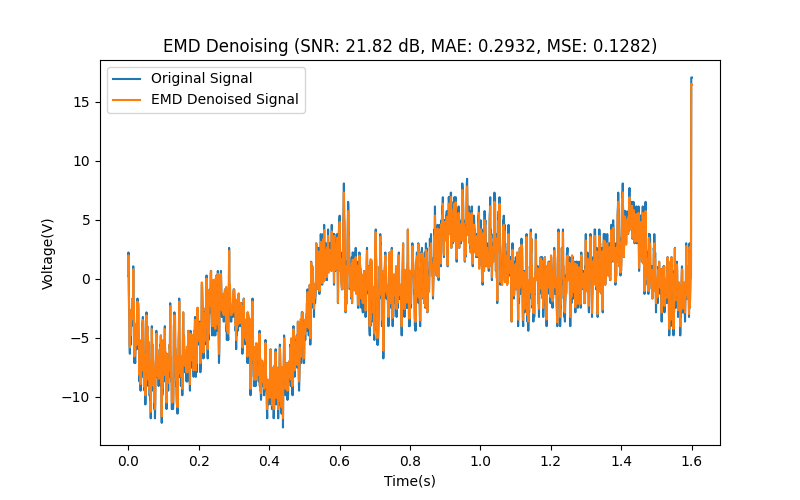 EMD Denoising (SNR: 21.82 dB, MAE: 0.2932, MSE: 0.1282)
Original Signal
EMD Denoised Signal
15
10
5
0
−5
−10
Voltage(V)
0.0 0.2 0.4 0.6 0.8 1.0 1.2 1.4 1.6
Time(s)